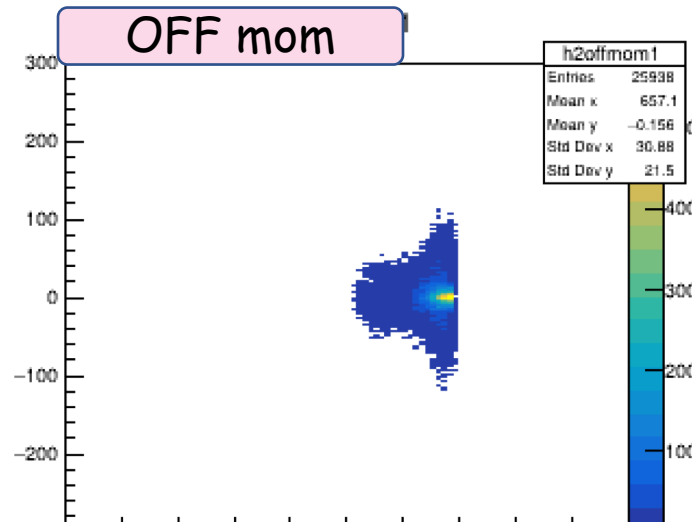 OFF mom
h2offmom1
Entries 25938
Mean x 657.1
Mean y −0.156
Std Dev x 30.88
Std Dev y 21.5
300
200
100
0
−100
−200
400
300
200
100